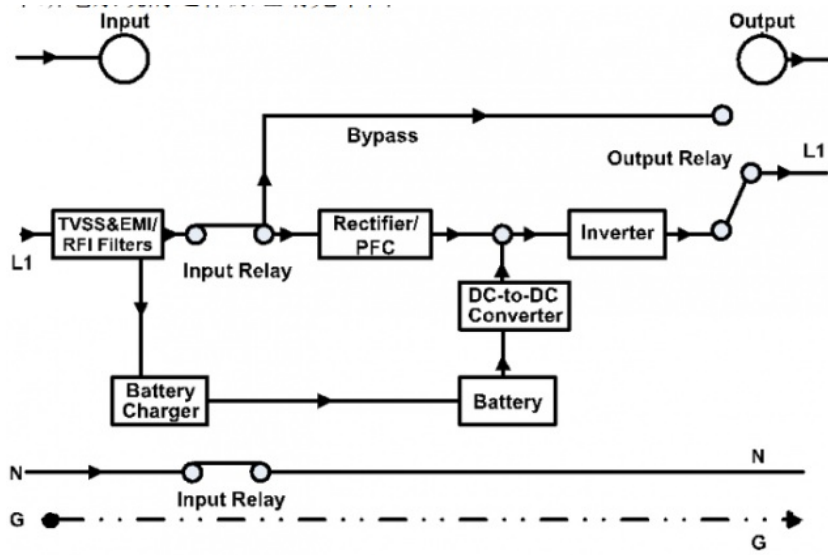 Input
Output
Bypass
Output Relay
L1
TVSS&EMI/
RFI Filters
Rectifier/
PFC
Inverter
L1
Input Relay
DC-to-DC
Converter
Battery
Charger
Battery
N
N
Input Relay
G
G